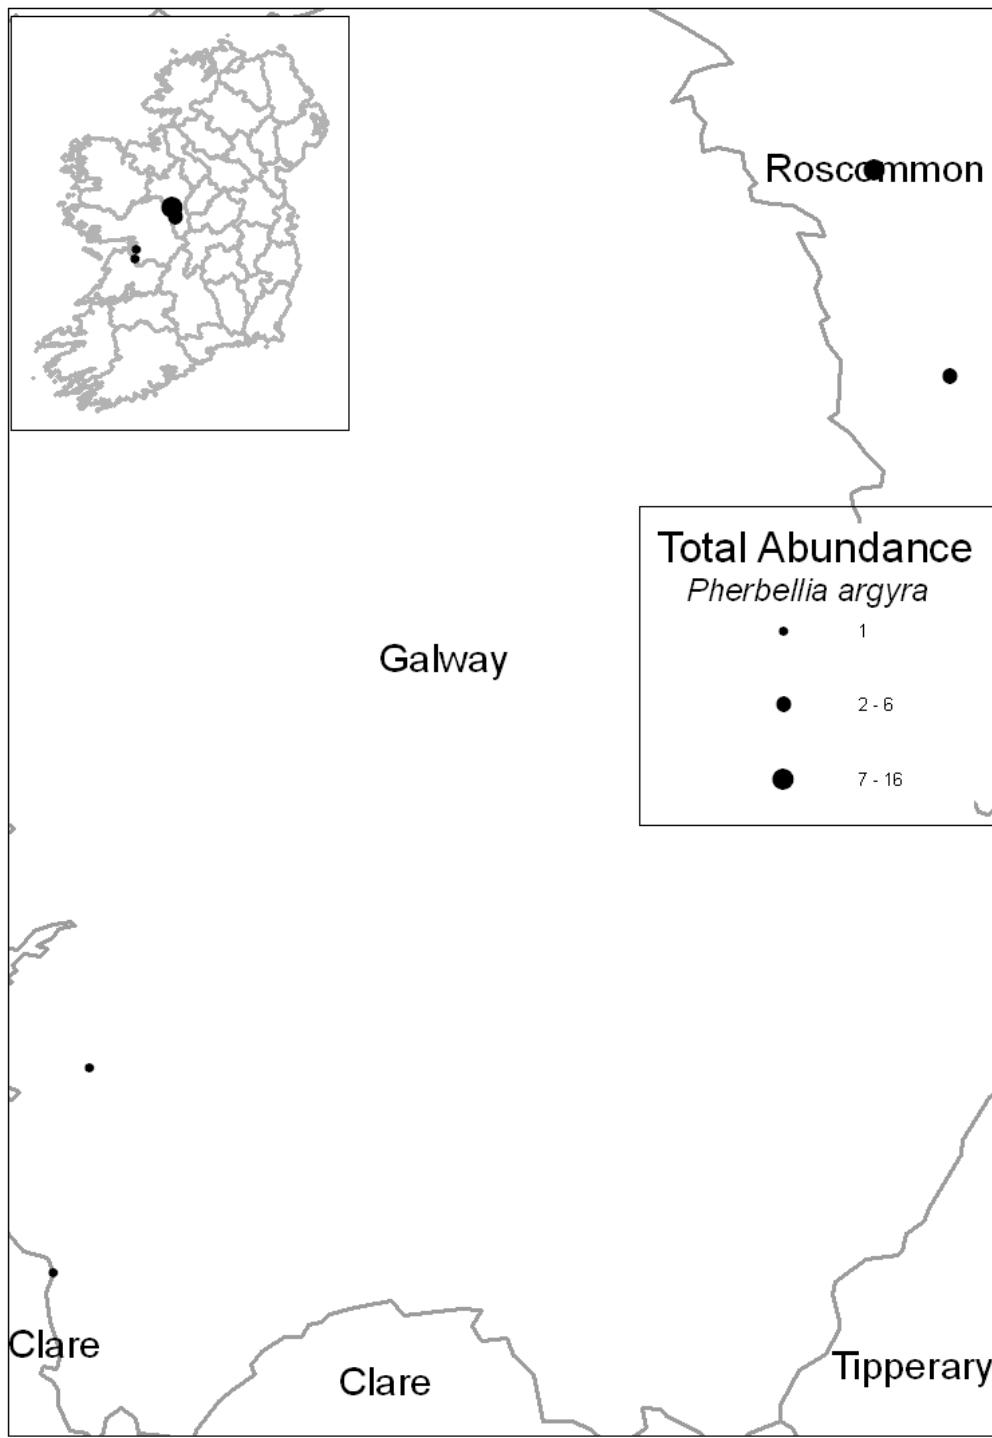 Roscommon
Total Abundance
Pherbellia argyra
1
2 - 6
7 - 16
Galway
Clare
Clare
Tipperary